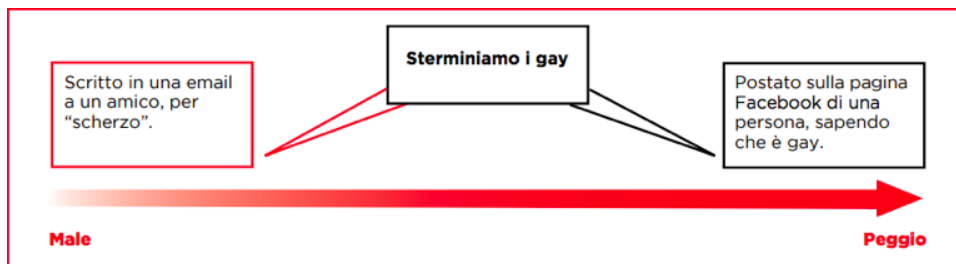 Sterminiamo i gay
Scritto in una email
a un amico, per
“scherzo”.
Postato sulla pagina
Facebook di una
persona, sapendo
che è gay.
Male
Peggio